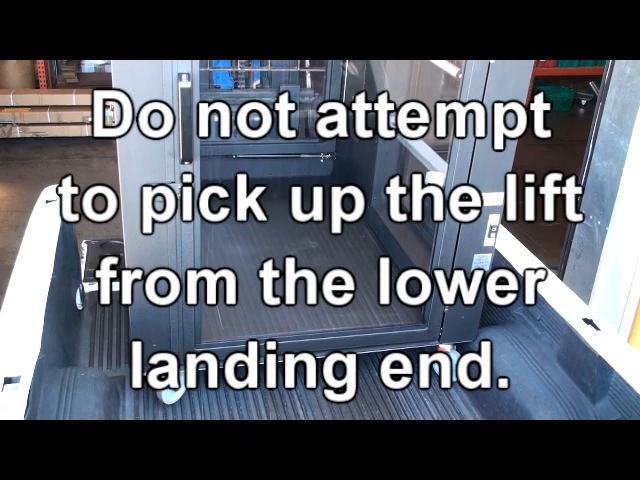 Do not attempt
to pick up the lift
from the lower
landing end.